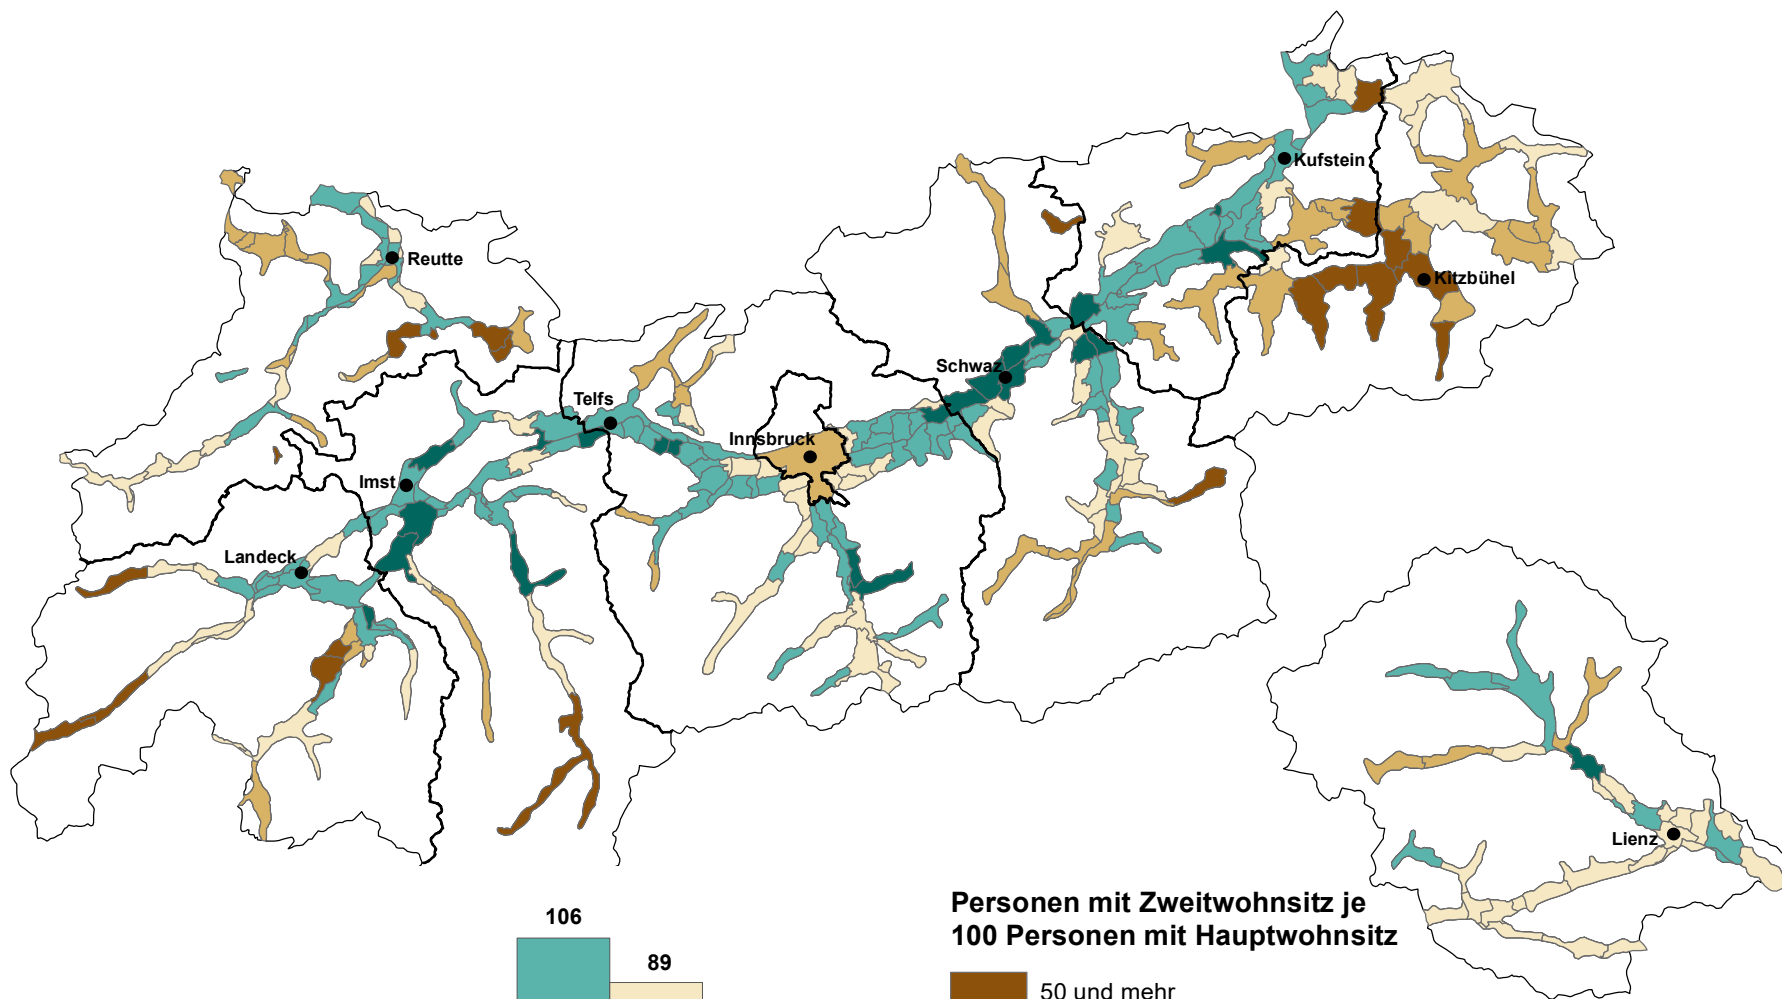 Kufstein
Reutte
Kitzbühel
Schwaz
Telfs
Innsbruck
Imst
Landeck
Lienz
106
89
Personen mit Zweitwohnsitz je
100 Personen mit Hauptwohnsitz
50 und mehr